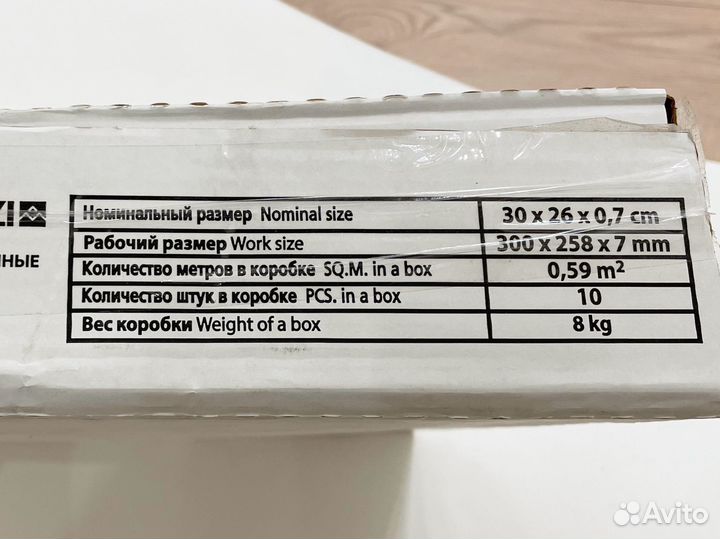 Номинальный размер Nominal size 30 x 26 x 0,7 cm
Рабочий размер Work size 300 x 258 x 7 mm
Количество метров в коробке SQ.M. in a box 0,59 m²
Количество штук в коробке PCS. in a box 10
Вес коробки Weight of a box 8 kg
Avito